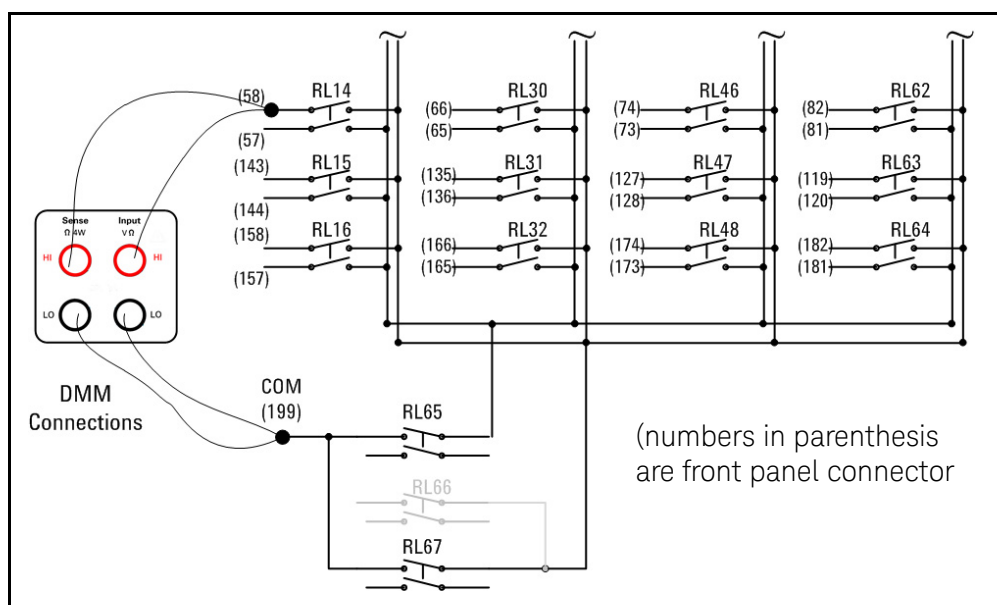 RL14 RL30 RL46 RL62
(58) (66) (74) (82)
(57) (65) (73) (81)
RL15 RL31 RL47 RL63
(143) (135) (127) (119)
(144) (136) (128) (120)
RL16 RL32 RL48 RL64
(158) (166) (174) (182)
(157) (165) (173) (181)
Sense Input
Ω 4W V Ω
HI HI
LO LO
DMM
Connections
COM
(199)
RL65
RL66
RL67
(numbers in parenthesis
are front panel connector